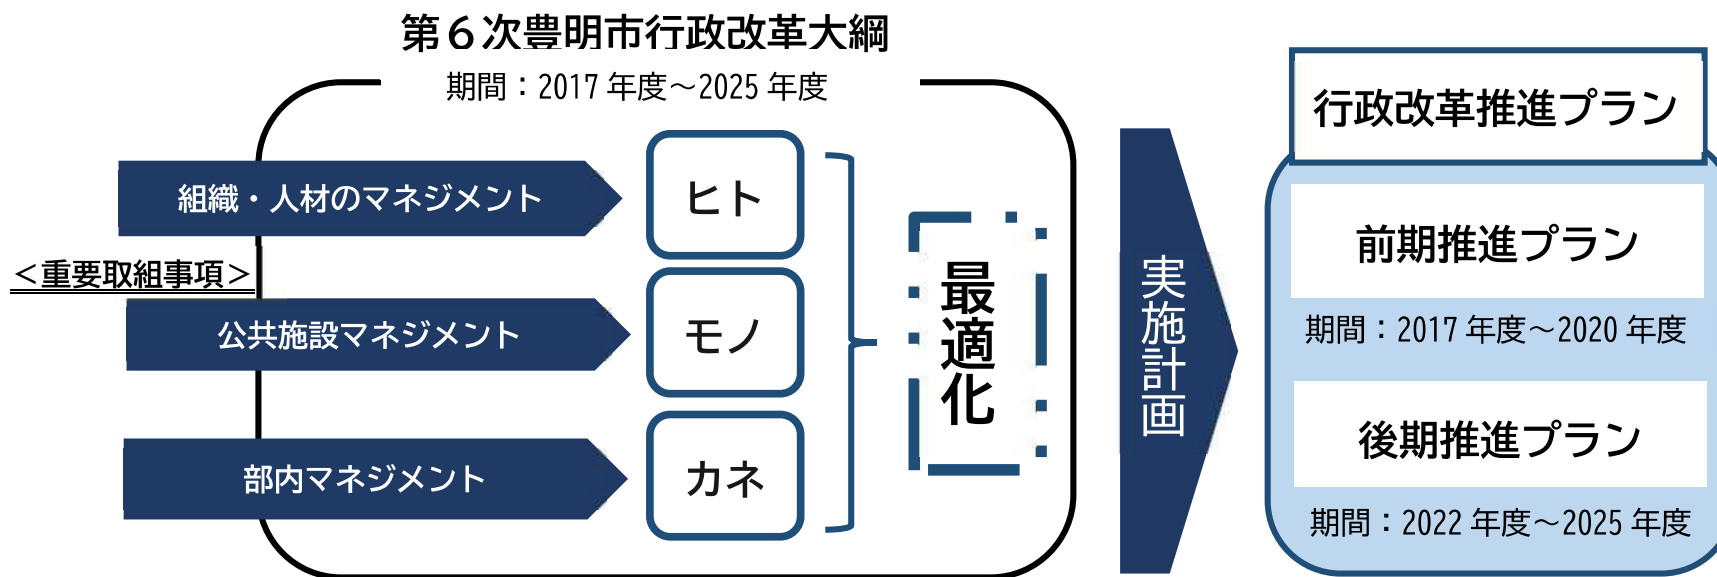 第６次豊明市行政改革大綱
期間：2017 年度～2025 年度
＜重要取組事項＞
組織・人材のマネジメント
ヒト
公共施設マネジメント
モノ
部内マネジメント
カネ
最適化
実施計画
行政改革推進プラン
前期推進プラン
期間：2017 年度～2020 年度
後期推進プラン
期間：2022 年度～2025 年度